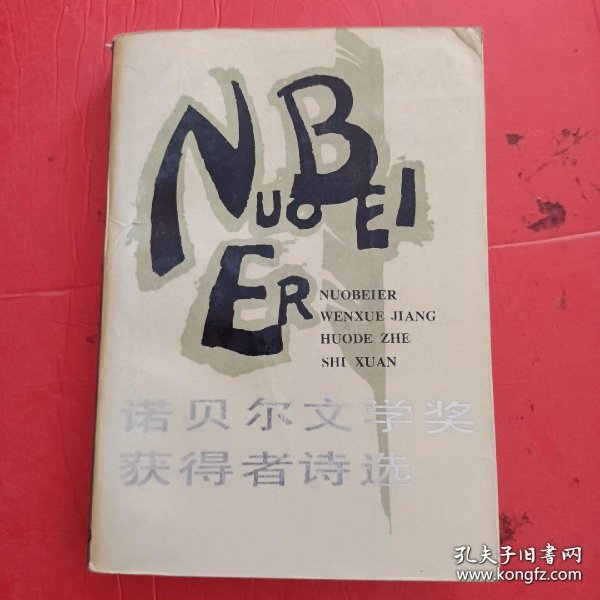 NUOBEI
ER
NUOBEIER
WENXUE JIANG
HUODE ZHE
SHI XUAN
诺贝尔文学奖
获得者诗选
孔夫子旧书网
www.kongfz.com